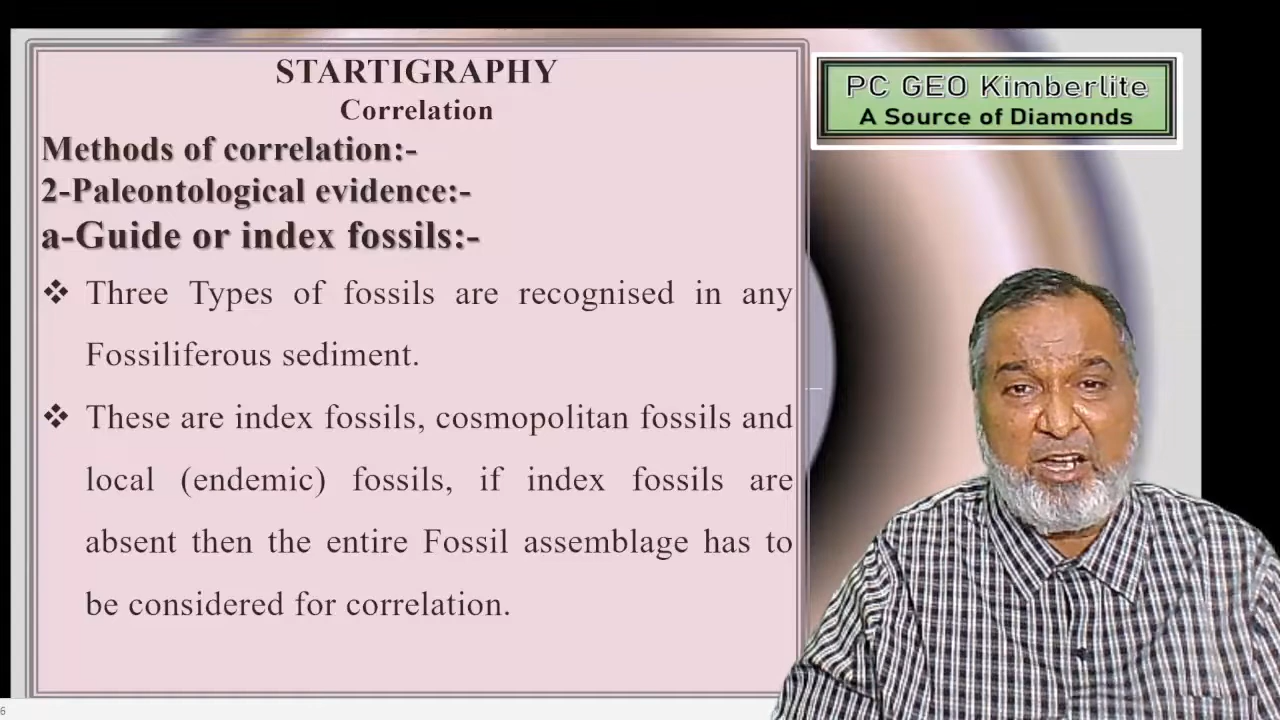 STARTIGRAPHY
Correlation
Methods of correlation:-
2-Paleontological evidence:-
a-Guide or index fossils:-
❖ Three Types of fossils are recognised in any
Fossiliferous sediment.
❖ These are index fossils, cosmopolitan fossils and
local (endemic) fossils, if index fossils are
absent then the entire Fossil assemblage has to
be considered for correlation.
PC GEO Kimberlite
A Source of Diamonds
6